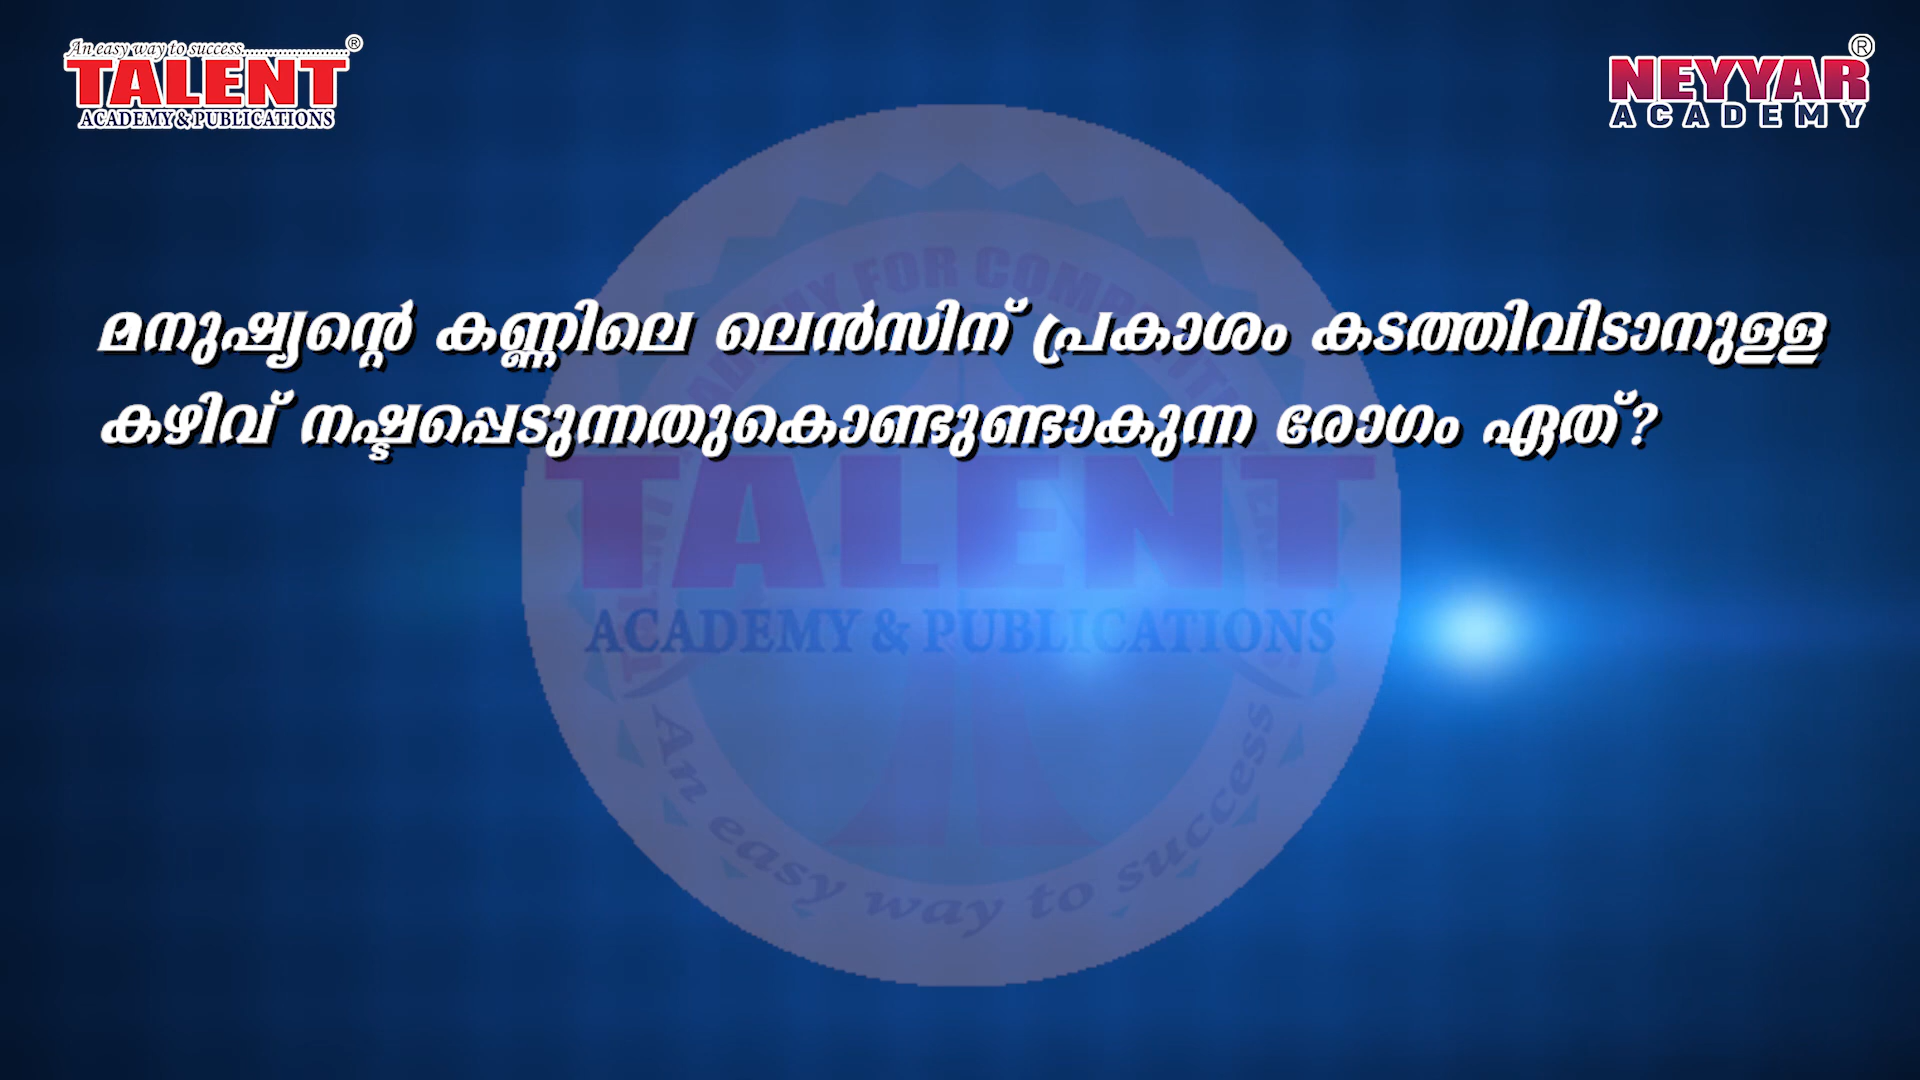 An easy way to success........................®
TALENT
ACADEMY & PUBLICATIONS
NEYYAR®
ACADEMY
മനുഷ്യന്റെ കണ്ണിലെ ലെൻസിന് പ്രകാശം കടത്തിവിടാനുള്ള
കഴിവ് നഷ്ടപ്പെടുന്നതുകൊണ്ടുണ്ടാകുന്ന രോഗം ഏത്?
TALENT
ACADEMY & PUBLICATIONS
An easy way to success